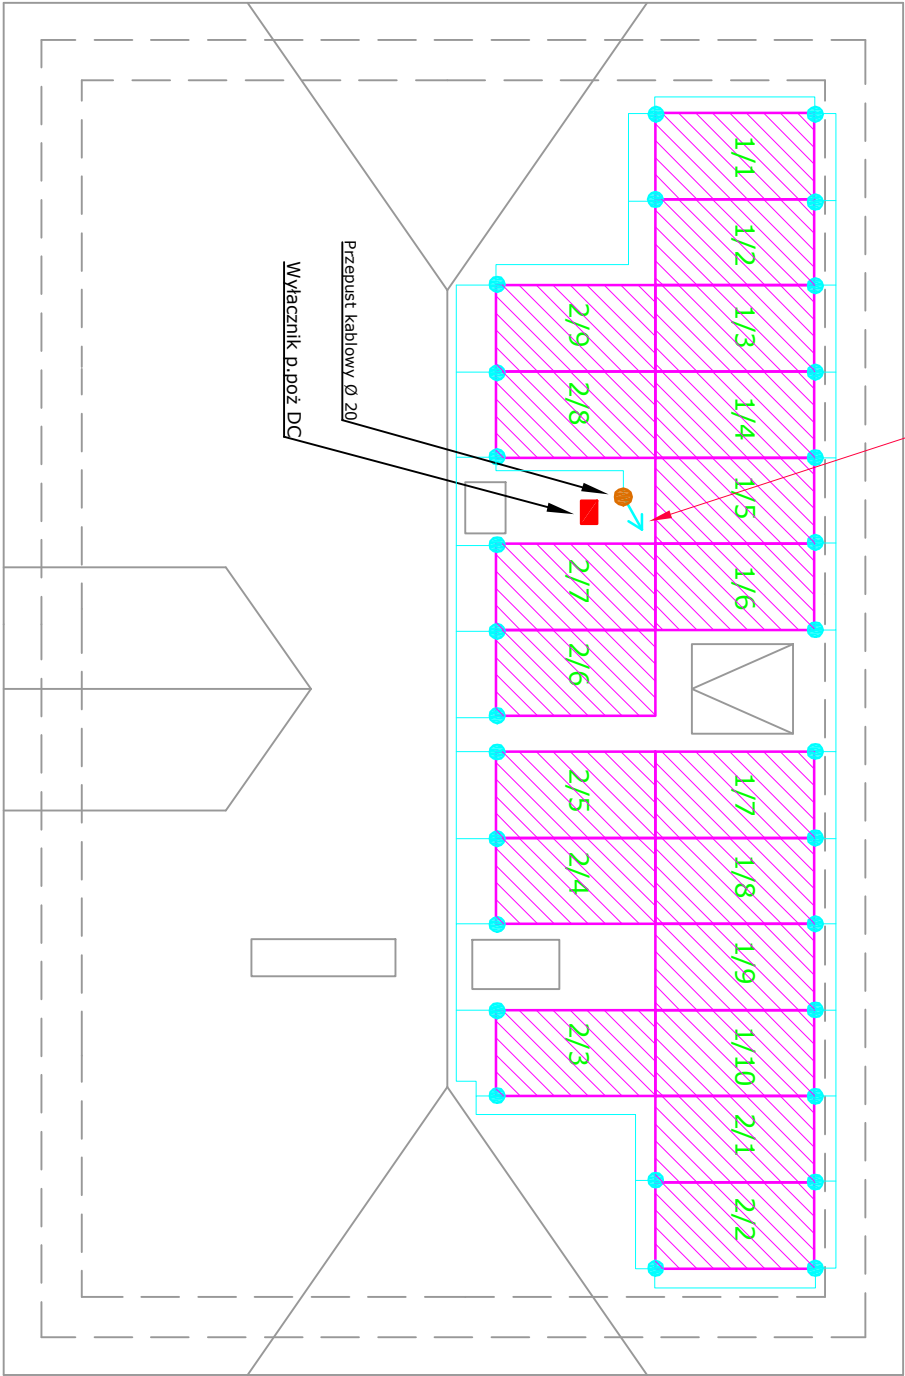 1/1 1/2 1/3 1/4 1/5 1/6 1/7 1/8 1/9 1/10 2/1 2/2
2/9 2/8 2/7 2/6 2/5 2/4 2/3
Przepust kablowy Ø 20
Wyłacznik p.poż DC